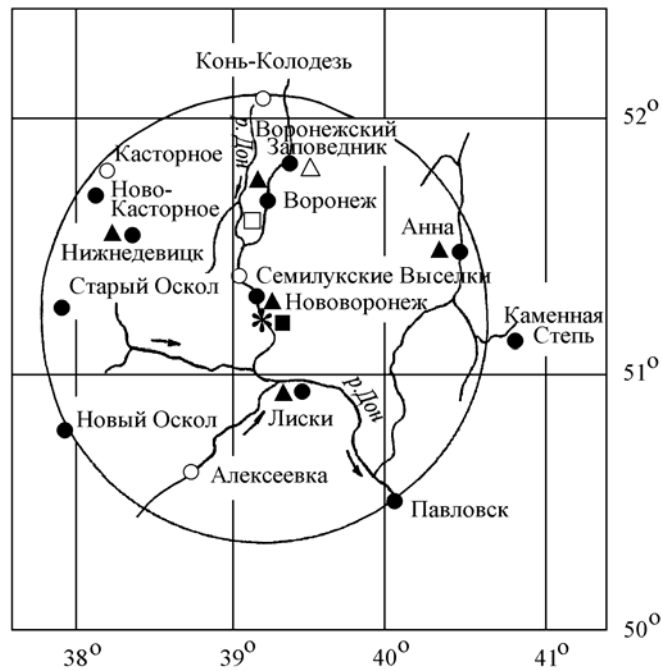 Конь-Колодезь
52°
р. Дон
Воронежский
Заповедник
Касторное
Ново-
Касторное
Воронеж
Анна
Нижнедевицк
Старый Оскол
Семилукские Выселки
Нововоронеж
Каменная
Степь
51°
Новый Оскол
Лиски
р.Дон
Алексеевка
Павловск
50°
38°
39°
40°
41°